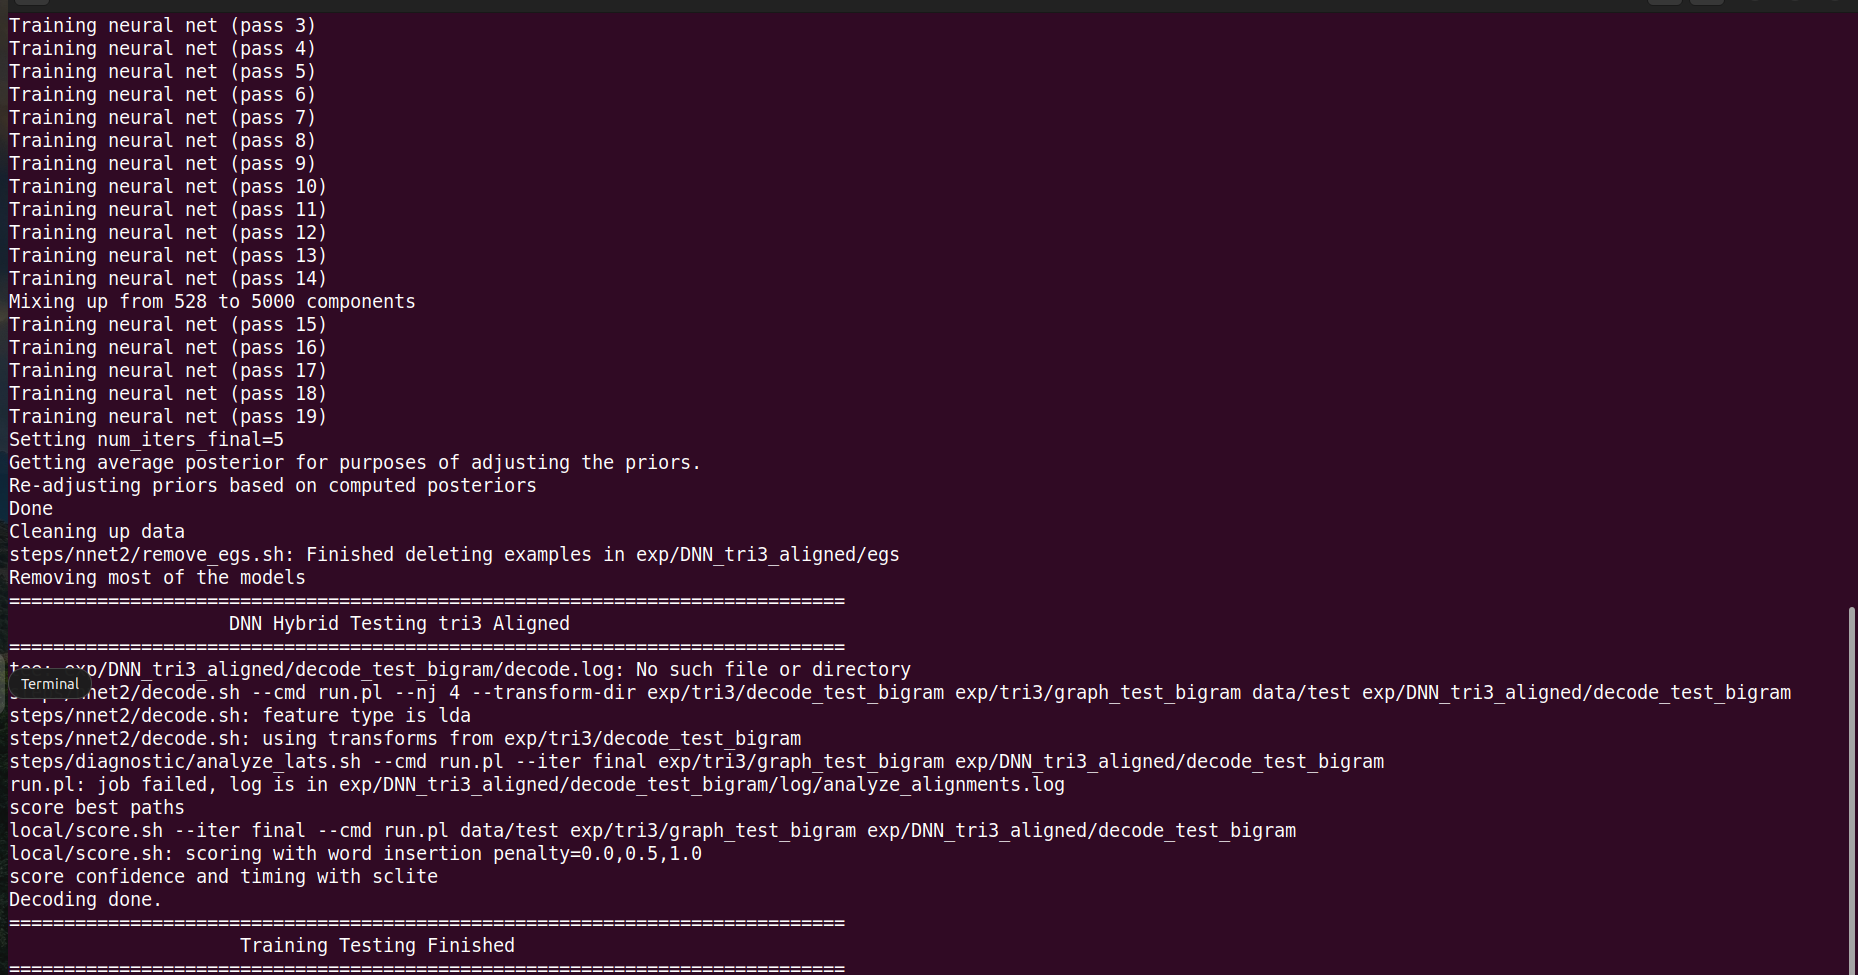 Training neural net (pass 3)
Training neural net (pass 4)
Training neural net (pass 5)
Training neural net (pass 6)
Training neural net (pass 7)
Training neural net (pass 8)
Training neural net (pass 9)
Training neural net (pass 10)
Training neural net (pass 11)
Training neural net (pass 12)
Training neural net (pass 13)
Training neural net (pass 14)
Mixing up from 528 to 5000 components
Training neural net (pass 15)
Training neural net (pass 16)
Training neural net (pass 17)
Training neural net (pass 18)
Training neural net (pass 19)
Setting num_iters_final=5
Getting average posterior for purposes of adjusting the priors.
Re-adjusting priors based on computed posteriors
Done
Cleaning up data
steps/nnet2/remove_egs.sh: Finished deleting examples in exp/DNN_tri3_aligned/egs
Removing most of the models
============================================================================
DNN Hybrid Testing tri3 Aligned
============================================================================
tee: exp/DNN_tri3_aligned/decode_test_bigram/decode.log: No such file or directory
Terminal
net2/decode.sh --cmd run.pl --nj 4 --transform-dir exp/tri3/decode_test_bigram exp/tri3/graph_test_bigram data/test exp/DNN_tri3_aligned/decode_test_bigram
steps/nnet2/decode.sh: feature type is lda
steps/nnet2/decode.sh: using transforms from exp/tri3/decode_test_bigram
steps/diagnostic/analyze_lats.sh --cmd run.pl --iter final exp/tri3/graph_test_bigram exp/DNN_tri3_aligned/decode_test_bigram
run.pl: job failed, log is in exp/DNN_tri3_aligned/decode_test_bigram/log/analyze_alignments.log
score best paths
local/score.sh --iter final --cmd run.pl data/test exp/tri3/graph_test_bigram exp/DNN_tri3_aligned/decode_test_bigram
local/score.sh: scoring with word insertion penalty=0.0,0.5,1.0
score confidence and timing with sclite
Decoding done.
============================================================================
Training Testing Finished
============================================================================